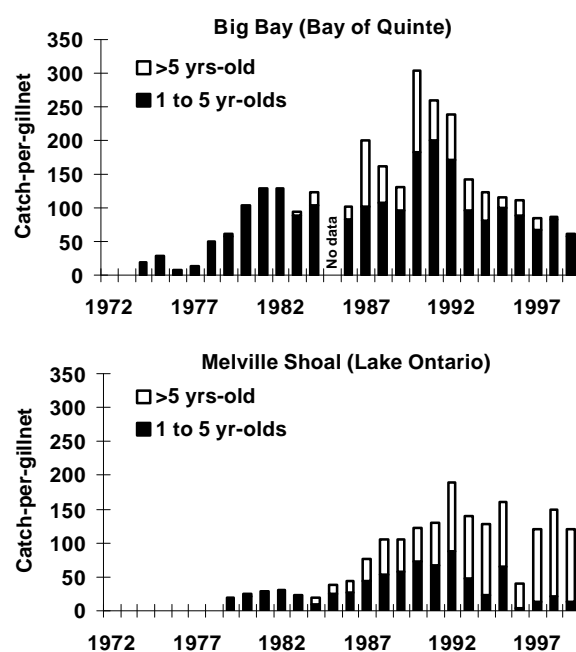 Big Bay (Bay of Quinte)
Catch-per-gillnet
350
300
250
200
150
100
50
0
>5 yrs-old
1 to 5 yr-olds
No data
1972 1977 1982 1987 1992 1997
Melville Shoal (Lake Ontario)
Catch-per-gillnet
350
300
250
200
150
100
50
0
>5 yrs-old
1 to 5 yr-olds
1972 1977 1982 1987 1992 1997